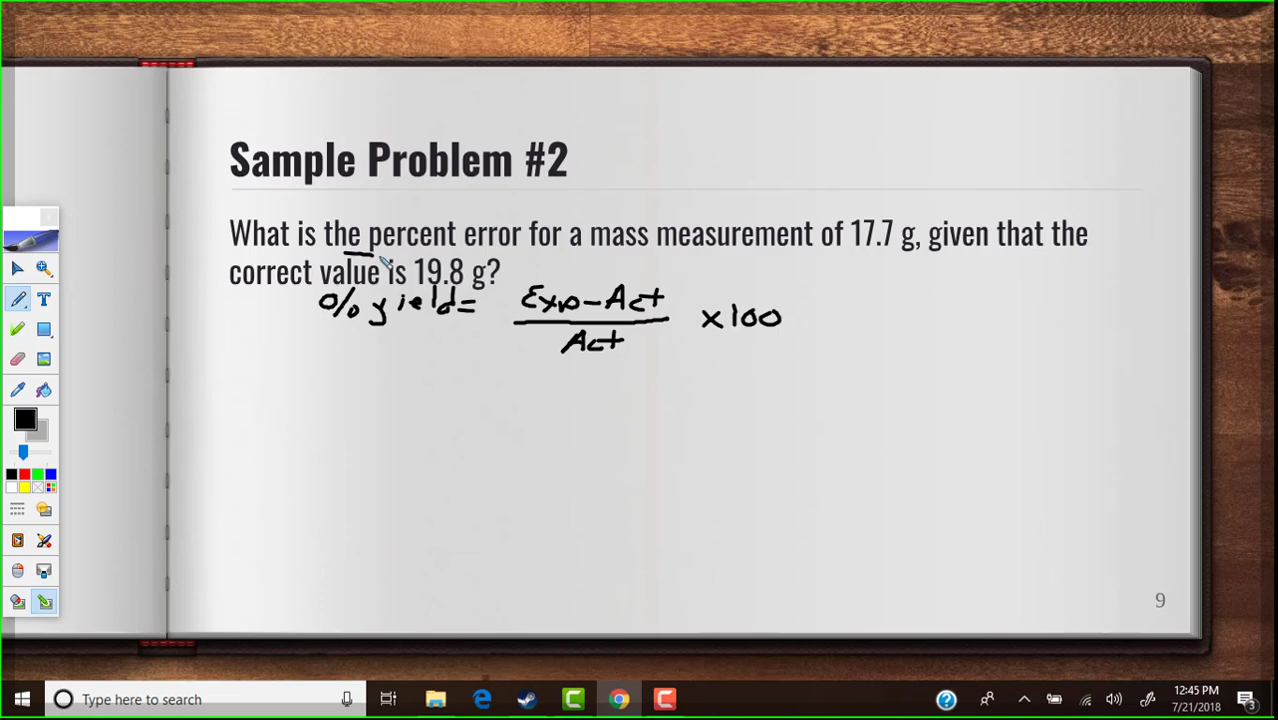 Sample Problem #2
What is the percent error for a mass measurement of 17.7 g, given that the
correct value is 19.8 g?
% yield = Exp - Act
Act
x 100
9
T
Type here to search
12:45 PM
7/21/2018
3